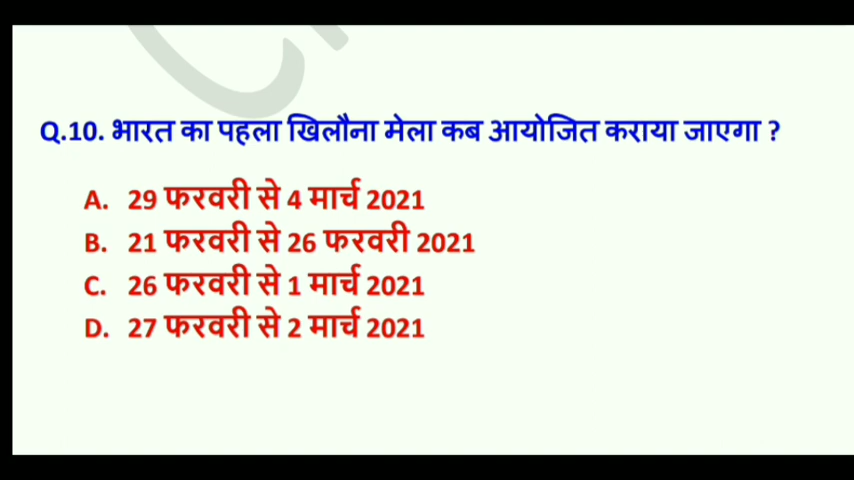 Q.10. भारत का पहला खिलौना मेला कब आयोजित कराया जाएगा ?
A. 29 फरवरी से 4 मार्च 2021
B. 21 फरवरी से 26 फरवरी 2021
C. 26 फरवरी से 1 मार्च 2021
D. 27 फरवरी से 2 मार्च 2021